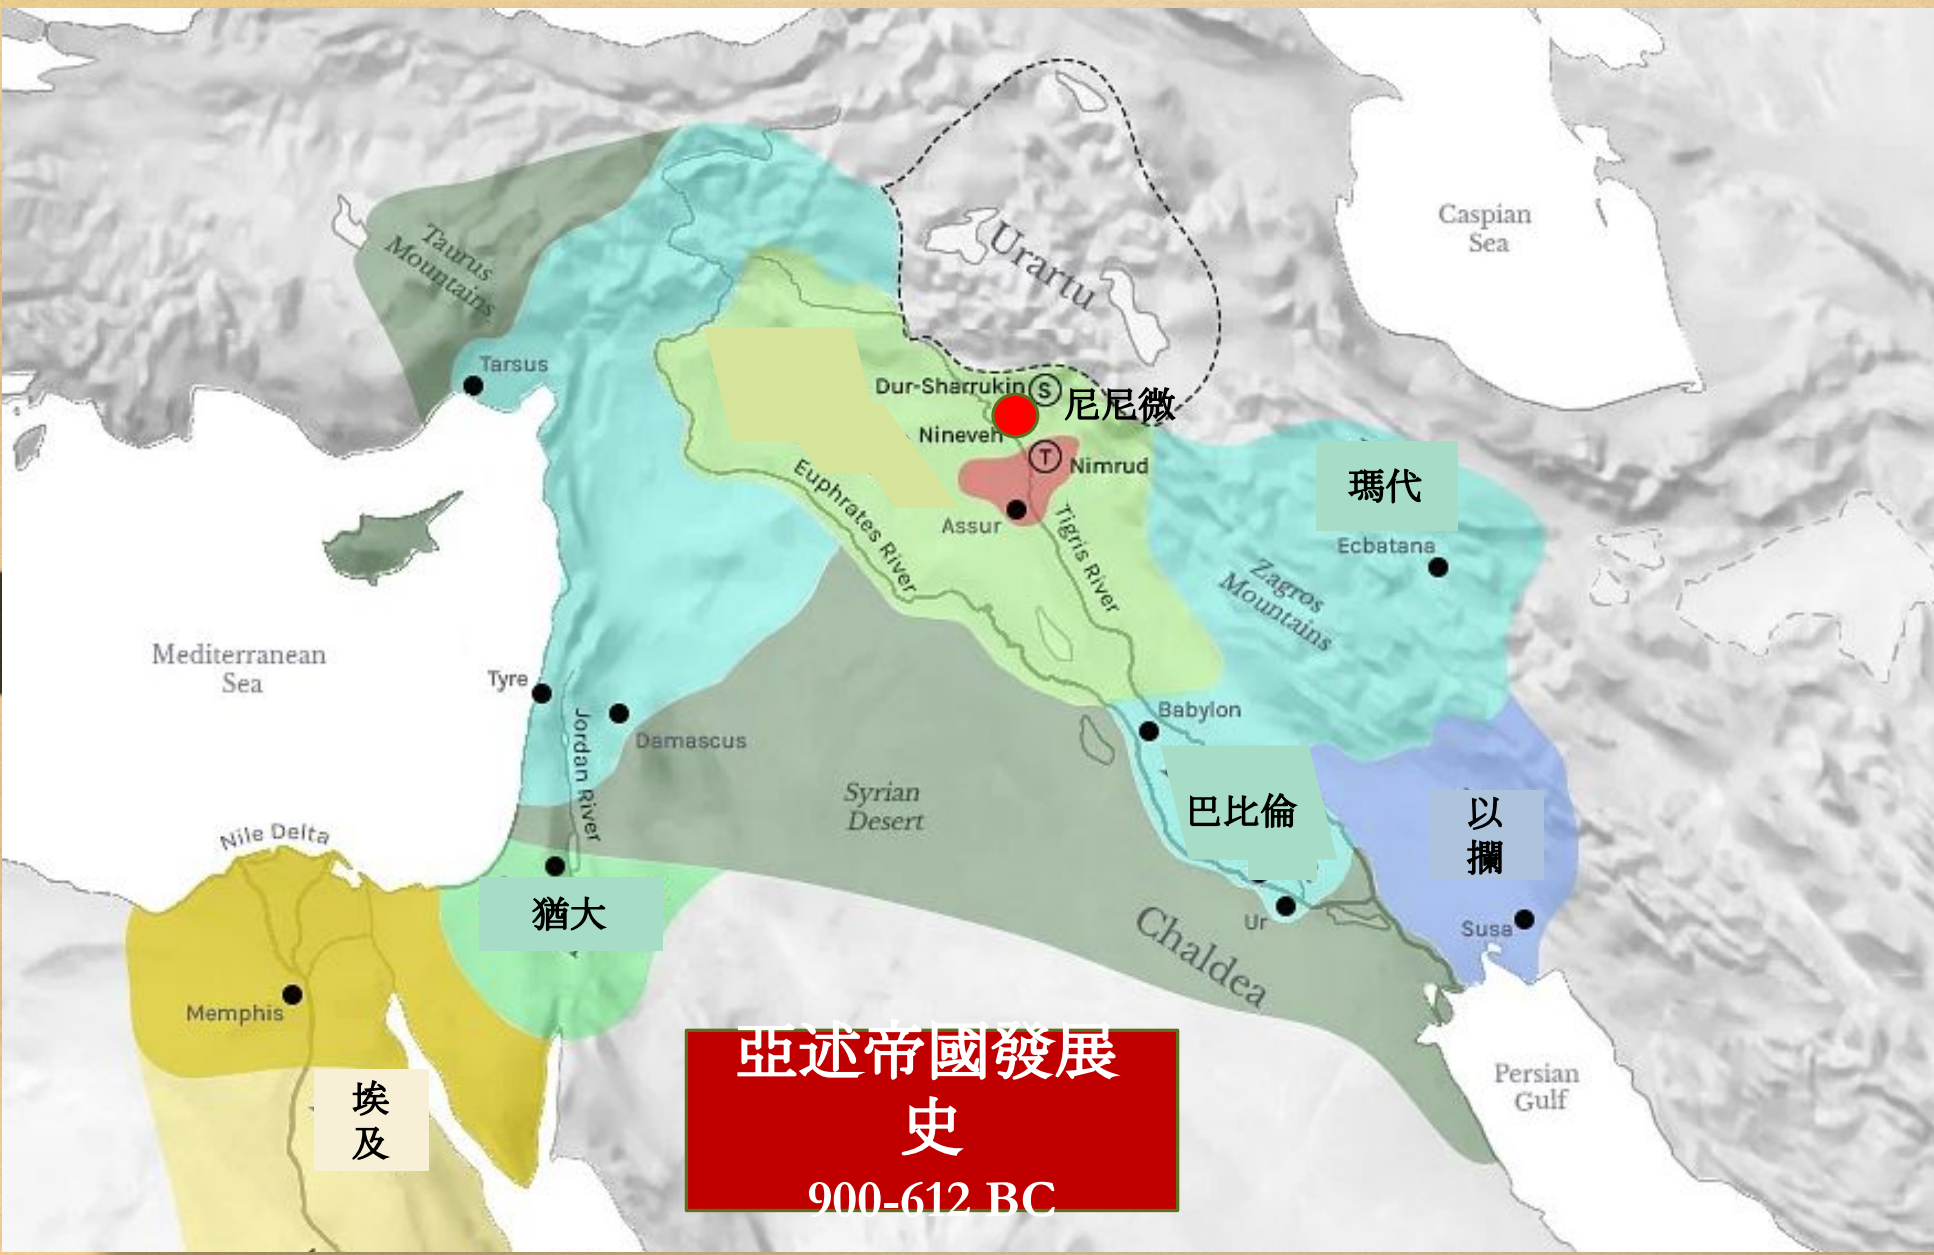 Caspian
Sea
Urartu
Taurus
Mountains
Tarsus
Dur-Sharrukin
S
尼尼微
Nineveh
T
Nimrud
Assur
Euphrates River
Tigris River
瑪代
Ecbatana
Zagros
Mountains
Mediterranean
Sea
Tyre
Jordan River
Damascus
Babylon
Syrian
Desert
巴比倫
以
攔
Nile Delta
猶大
Ur
Susa
Chaldea
Memphis
埃
及
亞述帝國發展
史
900-612 BC
Persian
Gulf